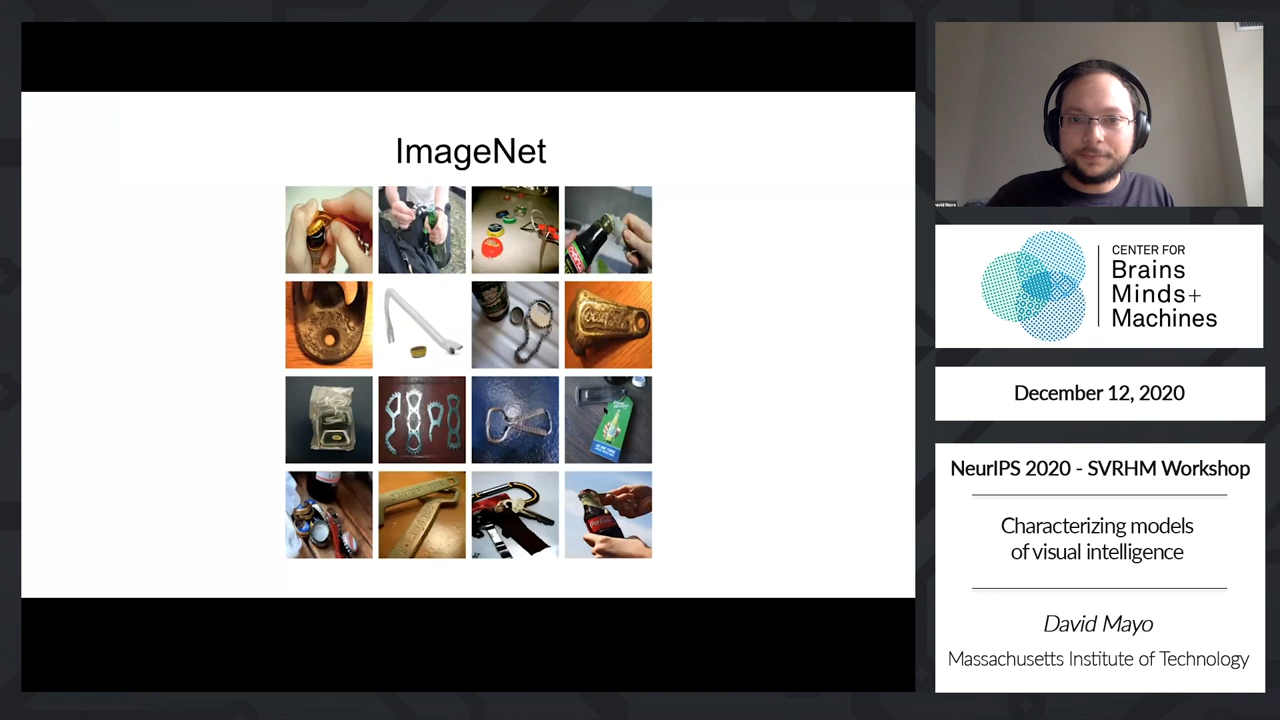 ImageNet
CENTER FOR
Brains
Minds+
Machines
December 12, 2020
NeurIPS 2020 - SVRHM Workshop
Characterizing models
of visual intelligence
David Mayo
Massachusetts Institute of Technology